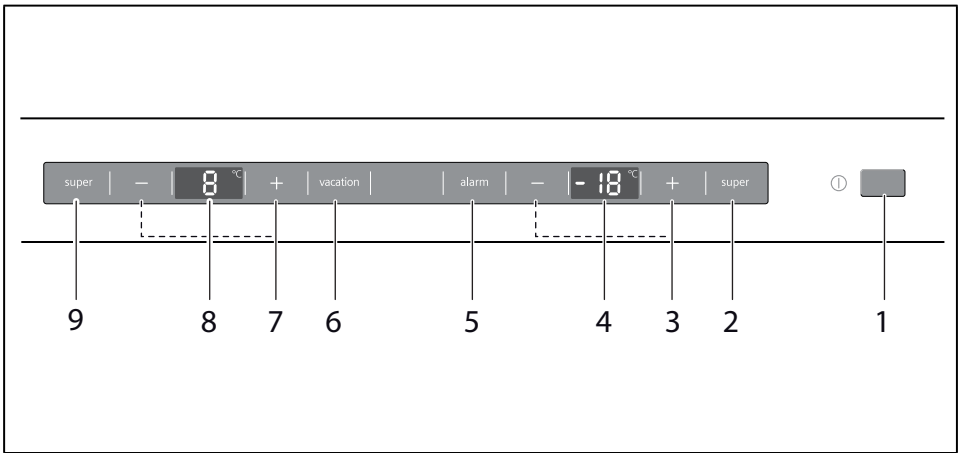 super − 8 °C + vacation alarm − -18 °C + super
9 8 7 6 5 4 3 2 1